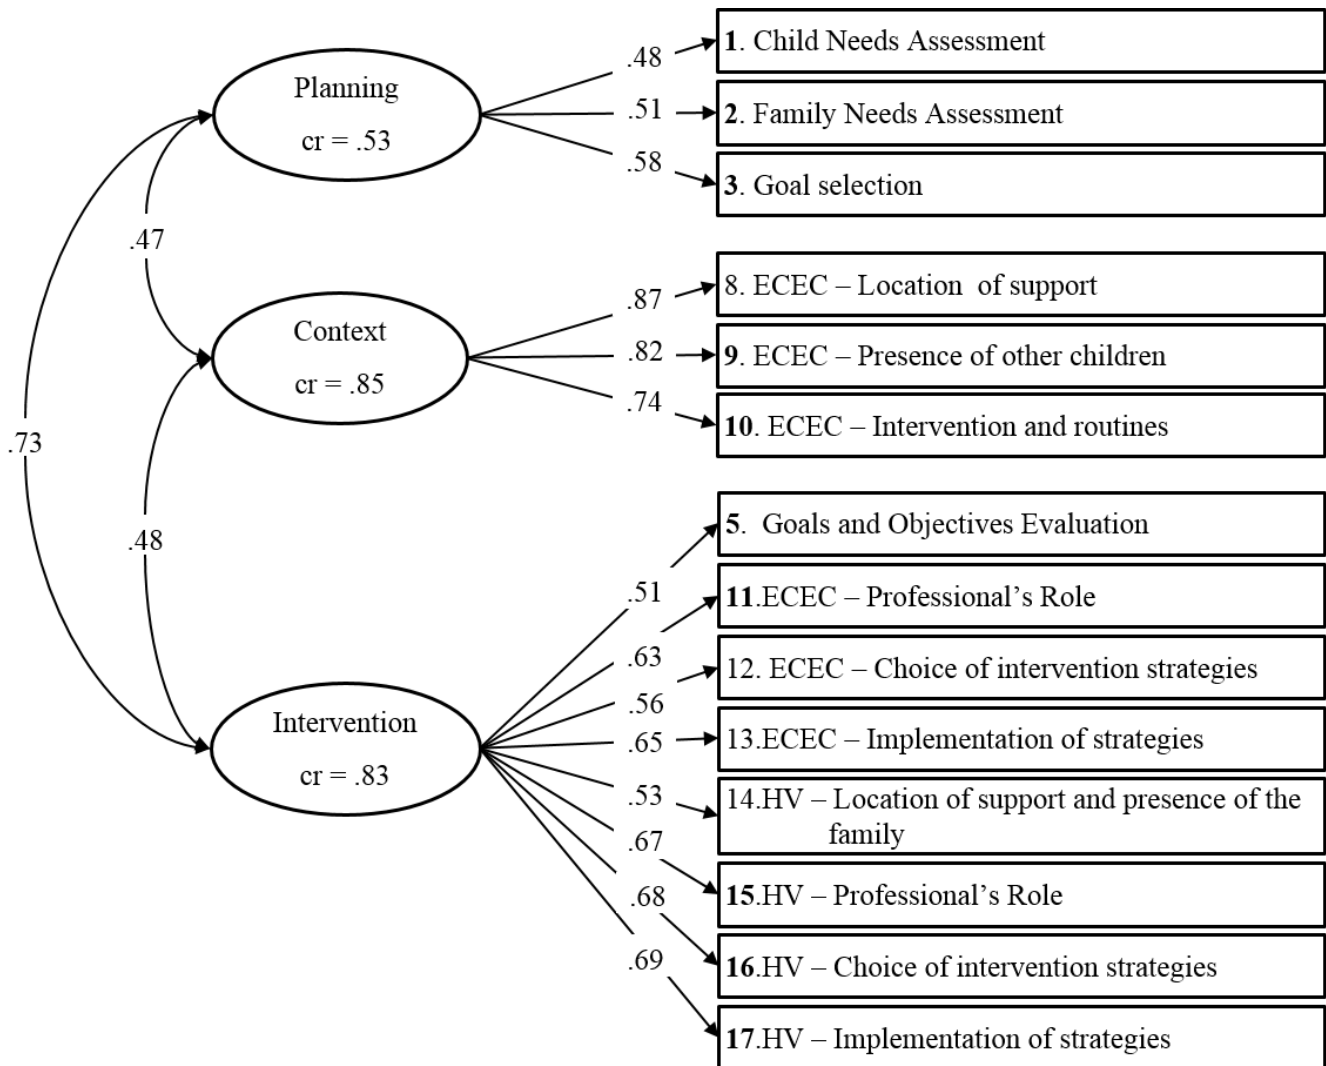 Planning
cr = .53
.48
.51
.58
1. Child Needs Assessment
2. Family Needs Assessment
3. Goal selection
.47
Context
cr = .85
.87
.82
.74
8. ECEC – Location of support
9. ECEC – Presence of other children
10. ECEC – Intervention and routines
.73
.48
Intervention
cr = .83
.51
.63
.56
.65
.53
.67
.68
.69
5. Goals and Objectives Evaluation
11.ECEC – Professional’s Role
12. ECEC – Choice of intervention strategies
13.ECEC – Implementation of strategies
14.HV – Location of support and presence of the
family
15.HV – Professional’s Role
16.HV – Choice of intervention strategies
17.HV – Implementation of strategies